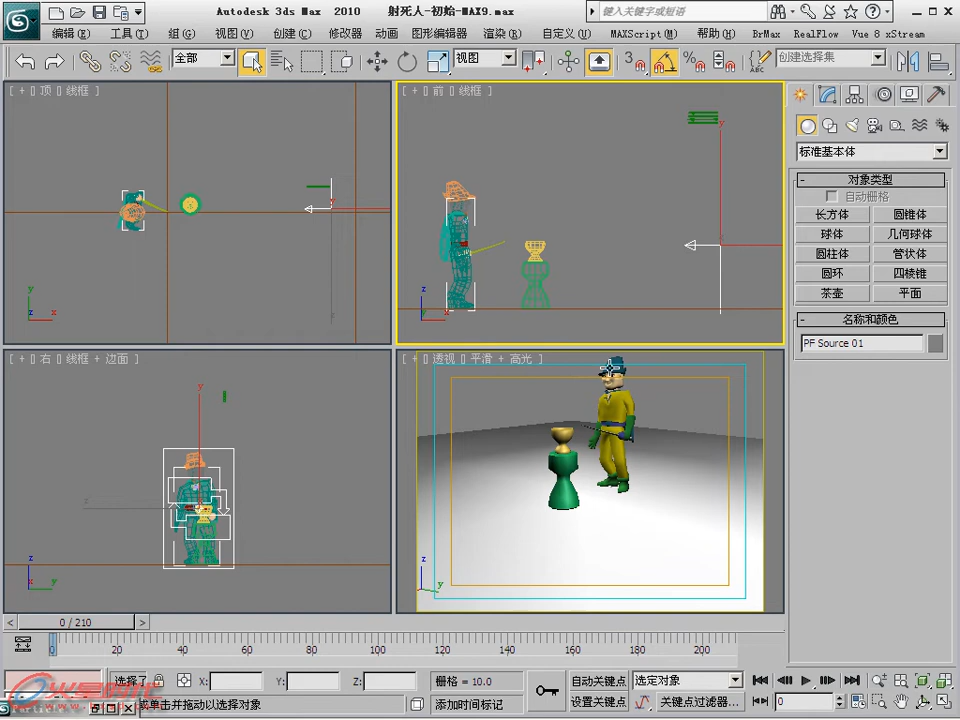 Autodesk 3ds Max 2010 射死人-初始-MAX9.max 键入关键字或短语
编辑(E) 工具(T) 组(G) 视图(V) 创建(C) 修改器 动画 图形编辑器 渲染(R) 自定义(U) MAXScript(M) 帮助(H) BrMax RealFlow Vue 8 xStream
全部 视图 3 % ABC 创建选择集
[ + [] 顶 [] 线框 ]
[ + [] 前 [] 线框 ]
标准基本体
- 对象类型
自动栅格
长方体 圆锥体
球体 几何球体
圆柱体 管状体
圆环 四棱锥
茶壶 平面
- 名称和颜色
PF Source 01
y
z
x
y
z
x
[ + [] 右 [] 线框 + 边面 ]
[ + [] 透视 [] 平滑 + 高光 ]
y
z
z
y
z
y
< 0 / 210 >
0 20 40 60 80 100 120 140 160 180 200
选择了 X: Y: Z: 栅格 = 10.0 自动关键点 选定对象
火星时代
单击并拖动以选择对象 添加时间标记 设置关键点 关键点过滤器... 0